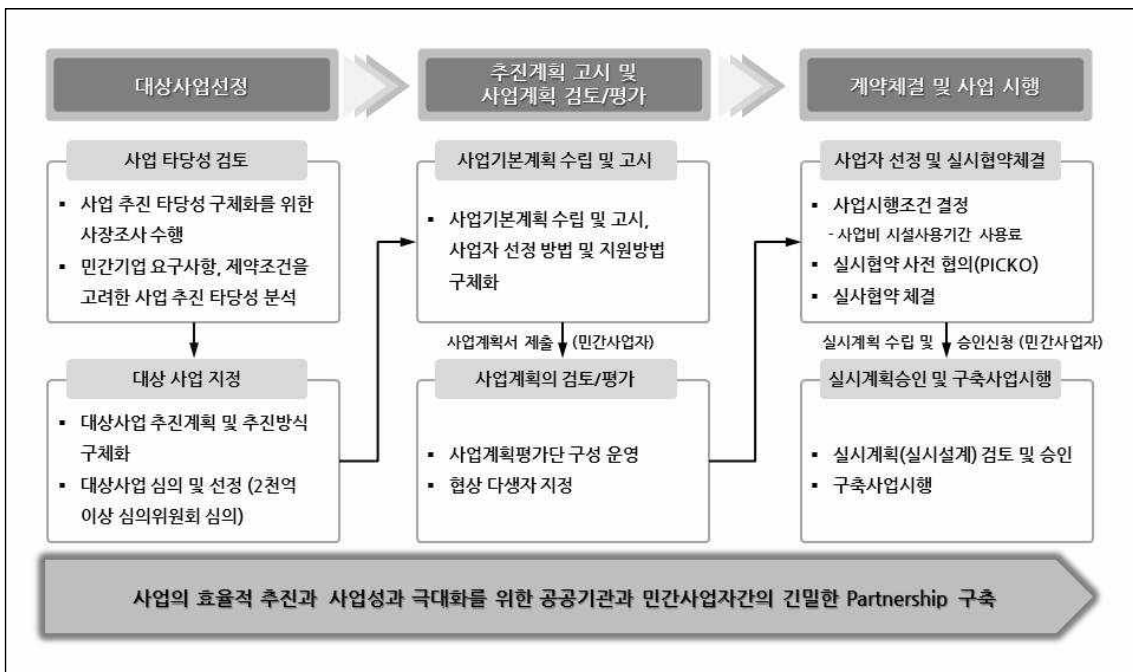 대상사업선정
추진계획 고시 및
사업계획 검토/평가
계약체결 및 사업 시행
사업 타당성 검토
▪ 사업 추진 타당성 구체화를 위한
사장조사 수행
▪ 민간기업 요구사항, 제약조건을
고려한 사업 추진 타당성 분석
대상 사업 지정
▪ 대상사업 추진계획 및 추진방식
구체화
▪ 대상사업 심의 및 선정 (2천억
이상 심의위원회 심의)
사업기본계획 수립 및 고시
▪ 사업기본계획 수립 및 고시,
사업자 선정 방법 및 지원방법
구체화
사업계획서 제출 (민간사업자)
사업계획의 검토/평가
▪ 사업계획평가단 구성 운영
▪ 협상 다생자 지정
사업자 선정 및 실시협약체결
▪ 사업시행조건 결정
- 사업비 시설사용기간 사용료
▪ 실시협약 사전 협의(PICKO)
▪ 실사협약 체결
실시계획 수립 및 승인신청 (민간사업자)
실시계획승인 및 구축사업시행
▪ 실시계획(실시설계) 검토 및 승인
▪ 구축사업시행
사업의 효율적 추진과 사업성과 극대화를 위한 공공기관과 민간사업자간의 긴밀한 Partnership 구축